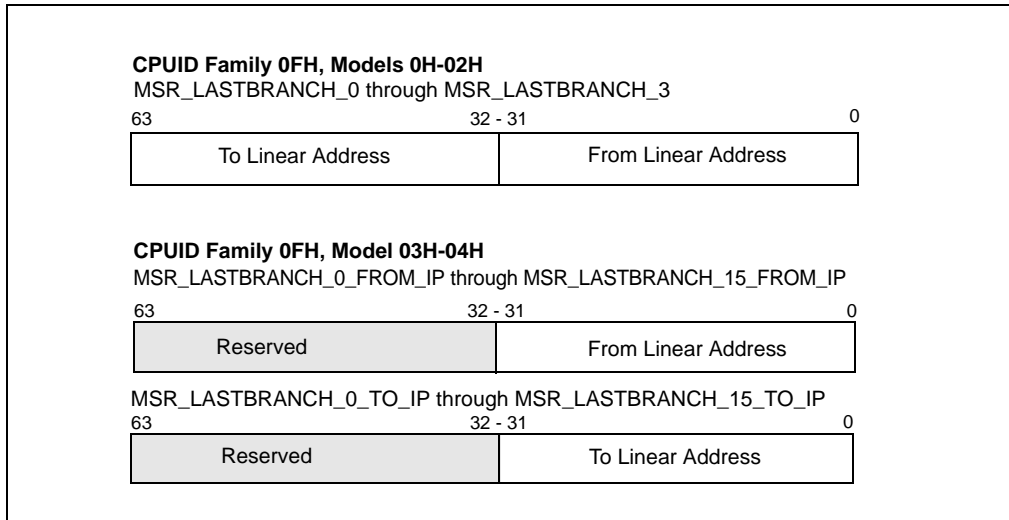 CPUID Family 0FH, Models 0H-02H
MSR_LASTBRANCH_0 through MSR_LASTBRANCH_3
63 32 - 31 0
To Linear Address From Linear Address
CPUID Family 0FH, Model 03H-04H
MSR_LASTBRANCH_0_FROM_IP through MSR_LASTBRANCH_15_FROM_IP
63 32 - 31 0
Reserved From Linear Address
MSR_LASTBRANCH_0_TO_IP through MSR_LASTBRANCH_15_TO_IP
63 32 - 31 0
Reserved To Linear Address